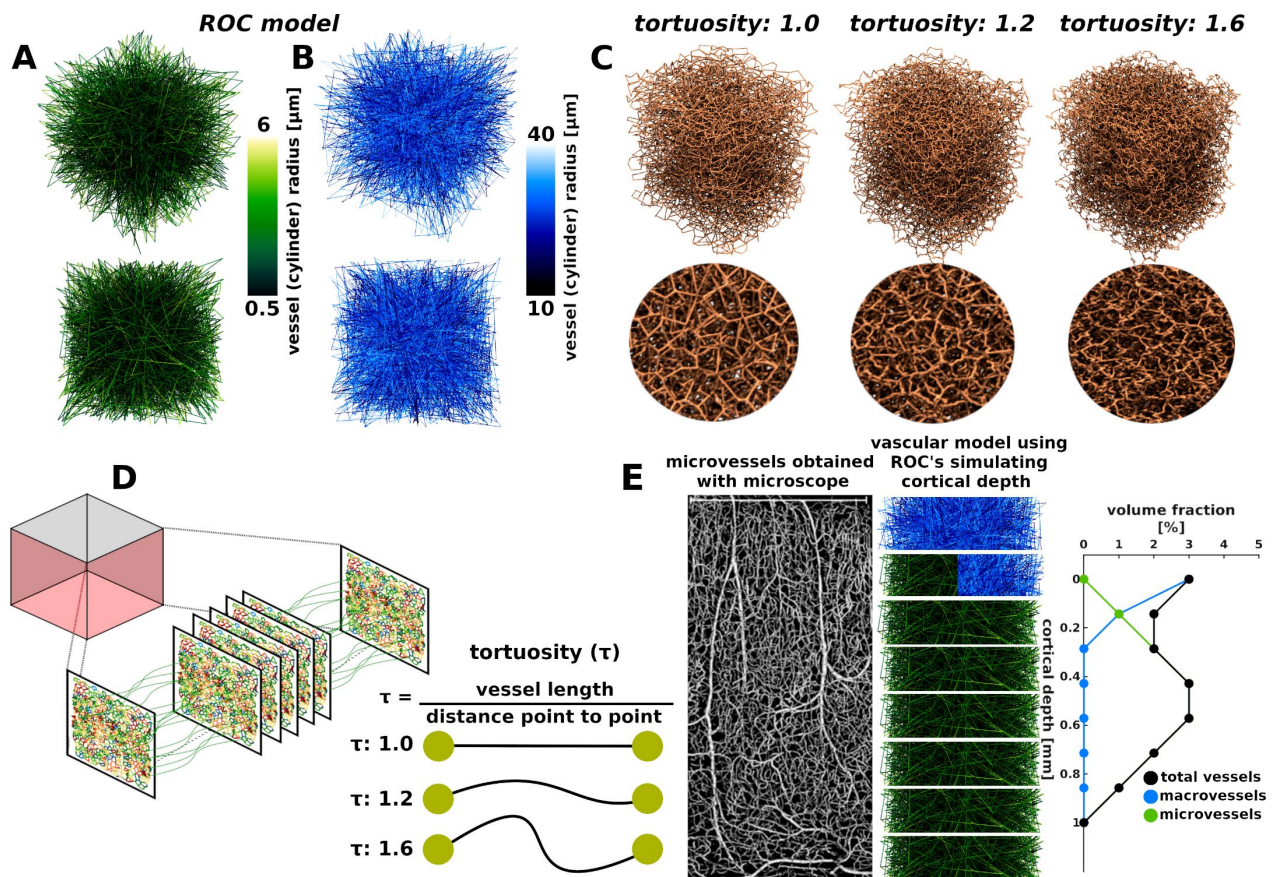 ROC model
tortuosity: 1.0
tortuosity: 1.2
tortuosity: 1.6
A
B
C
6
0.5
vessel (cylinder) radius [µm]
40
10
vessel (cylinder) radius [µm]
D
tortuosity (τ)
τ =
vessel length
distance point to point
τ: 1.0
τ: 1.2
τ: 1.6
E
microvessels obtained
with microscope
vascular model using
ROC's simulating
cortical depth
volume fraction
[%]
0 1 2 3 4 5
0
0.2
0.4
0.6
0.8
1
cortical depth [mm]
total vessels
macrovessels
microvessels